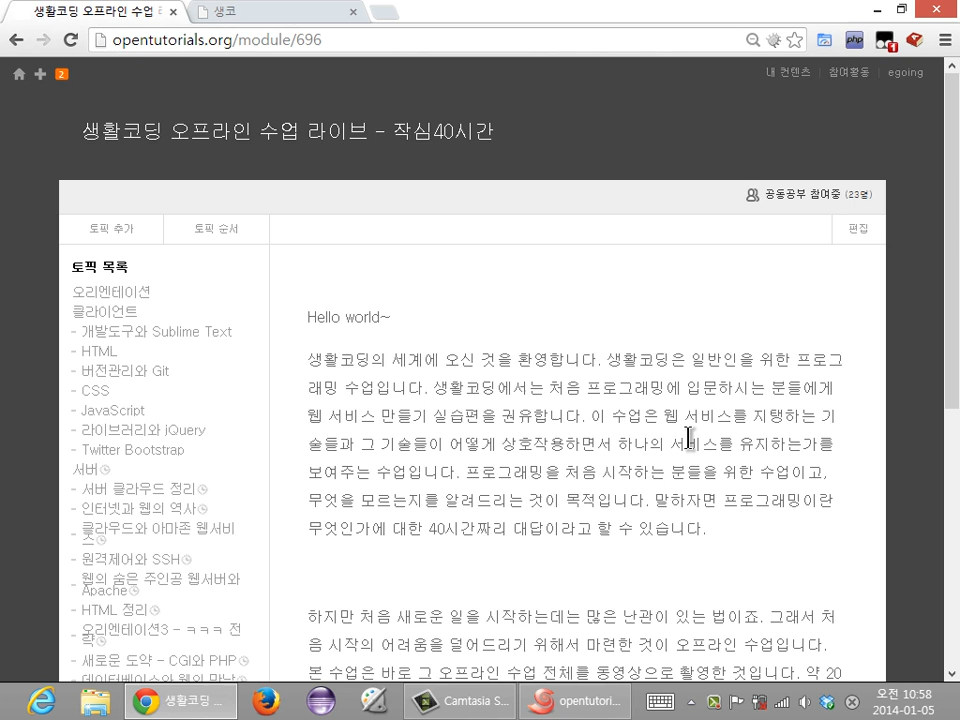 생활코딩 오프라인 수업 ㄹ
생코
opentutorials.org/module/696
php
1
2
내 컨텐츠 | 참여활동 | egoing
생활코딩 오프라인 수업 라이브 - 작심40시간
공동공부 참여중 (23명)
토픽 추가 토픽 순서 편집
토픽 목록
오리엔테이션
클라이언트
- 개발도구와 Sublime Text
- HTML
- 버전관리와 Git
- CSS
- JavaScript
- 라이브러리와 jQuery
- Twitter Bootstrap
서버
- 서버 클라우드 정리
- 인터넷과 웹의 역사
- 클라우드와 아마존 웹서비
스
- 원격제어와 SSH
- 웹의 숨은 주인공 웹서버와
Apache
- HTML 정리
- 오리엔테이션3 - ㅋㅋㅋ 전
략
- 새로운 도약 - CGI와 PHP
- 데이터베이스와 웹의 만남
Hello world~
생활코딩의 세계에 오신 것을 환영합니다. 생활코딩은 일반인을 위한 프로그
래밍 수업입니다. 생활코딩에서는 처음 프로그래밍에 입문하시는 분들에게
웹 서비스 만들기 실습편을 권유합니다. 이 수업은 웹 서비스를 지탱하는 기
술들과 그 기술들이 어떻게 상호작용하면서 하나의 서비스를 유지하는가를
보여주는 수업입니다. 프로그래밍을 처음 시작하는 분들을 위한 수업이고,
무엇을 모르는지를 알려드리는 것이 목적입니다. 말하자면 프로그래밍이란
무엇인가에 대한 40시간짜리 대답이라고 할 수 있습니다.
하지만 처음 새로운 일을 시작하는데는 많은 난관이 있는 법이죠. 그래서 처
음 시작의 어려움을 덜어드리기 위해서 마련한 것이 오프라인 수업입니다.
본 수업은 바로 그 오프라인 수업 전체를 동영상으로 촬영한 것입니다. 약 20
생활코딩 ...
Camtasia S...
opentutori...
오전 10:58
2014-01-05